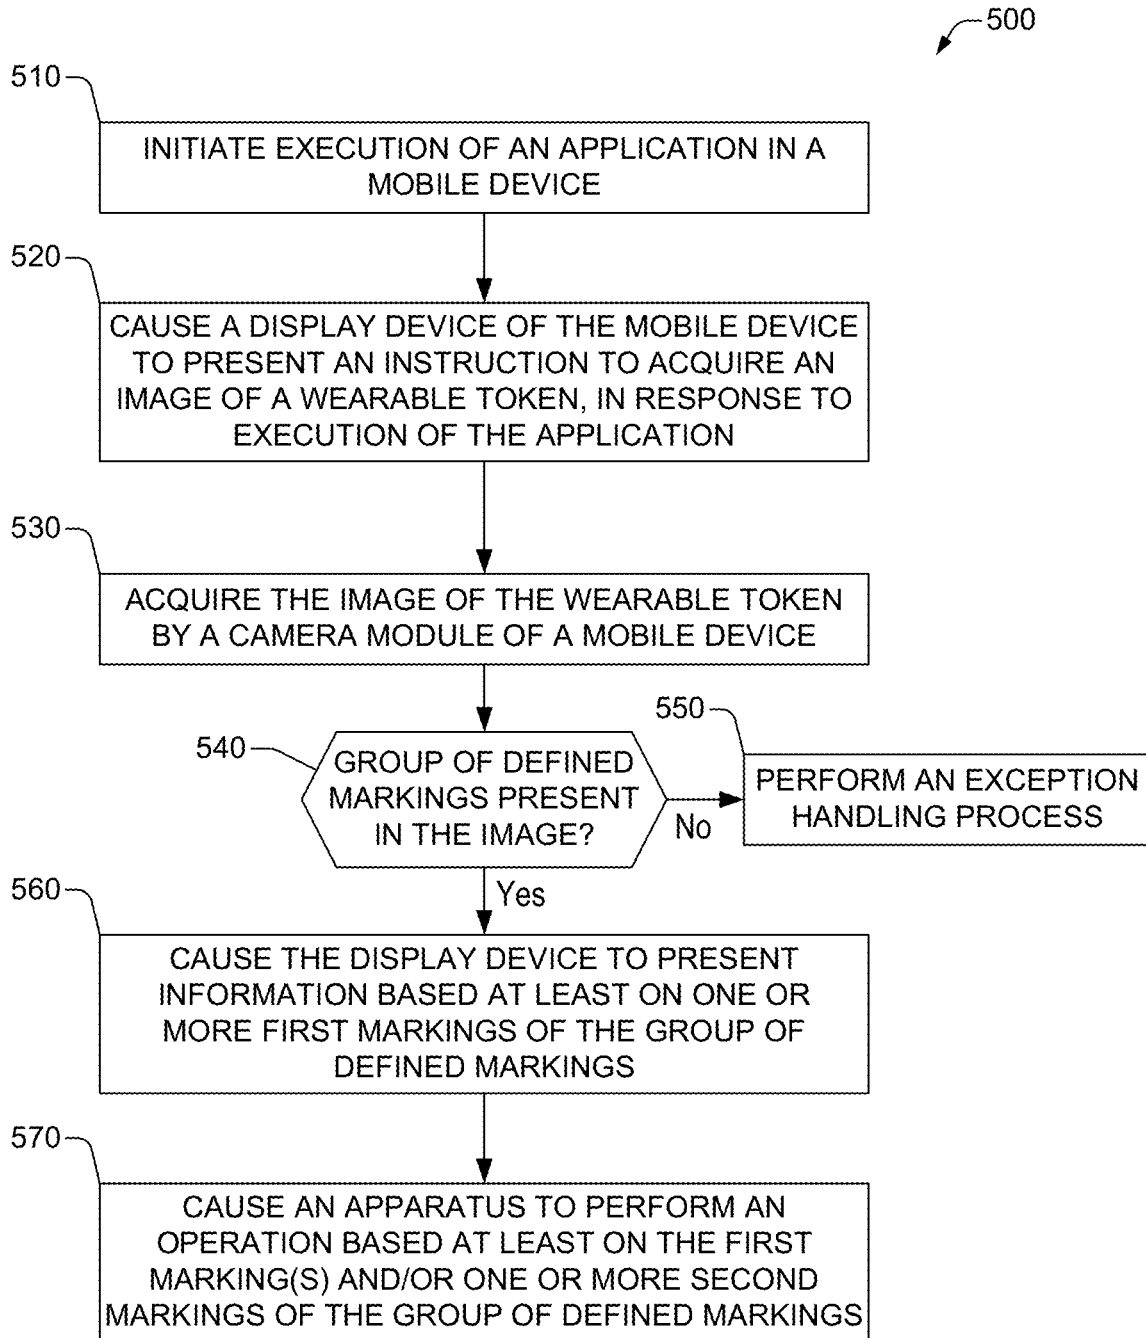 500
510
INITIATE EXECUTION OF AN APPLICATION IN A
MOBILE DEVICE
520
CAUSE A DISPLAY DEVICE OF THE MOBILE DEVICE
TO PRESENT AN INSTRUCTION TO ACQUIRE AN
IMAGE OF A WEARABLE TOKEN, IN RESPONSE TO
EXECUTION OF THE APPLICATION
530
ACQUIRE THE IMAGE OF THE WEARABLE TOKEN
BY A CAMERA MODULE OF A MOBILE DEVICE
540
GROUP OF DEFINED
MARKINGS PRESENT
IN THE IMAGE?
No
550
PERFORM AN EXCEPTION
HANDLING PROCESS
Yes
560
CAUSE THE DISPLAY DEVICE TO PRESENT
INFORMATION BASED AT LEAST ON ONE OR
MORE FIRST MARKINGS OF THE GROUP OF
DEFINED MARKINGS
570
CAUSE AN APPARATUS TO PERFORM AN
OPERATION BASED AT LEAST ON THE FIRST
MARKING(S) AND/OR ONE OR MORE SECOND
MARKINGS OF THE GROUP OF DEFINED MARKINGS